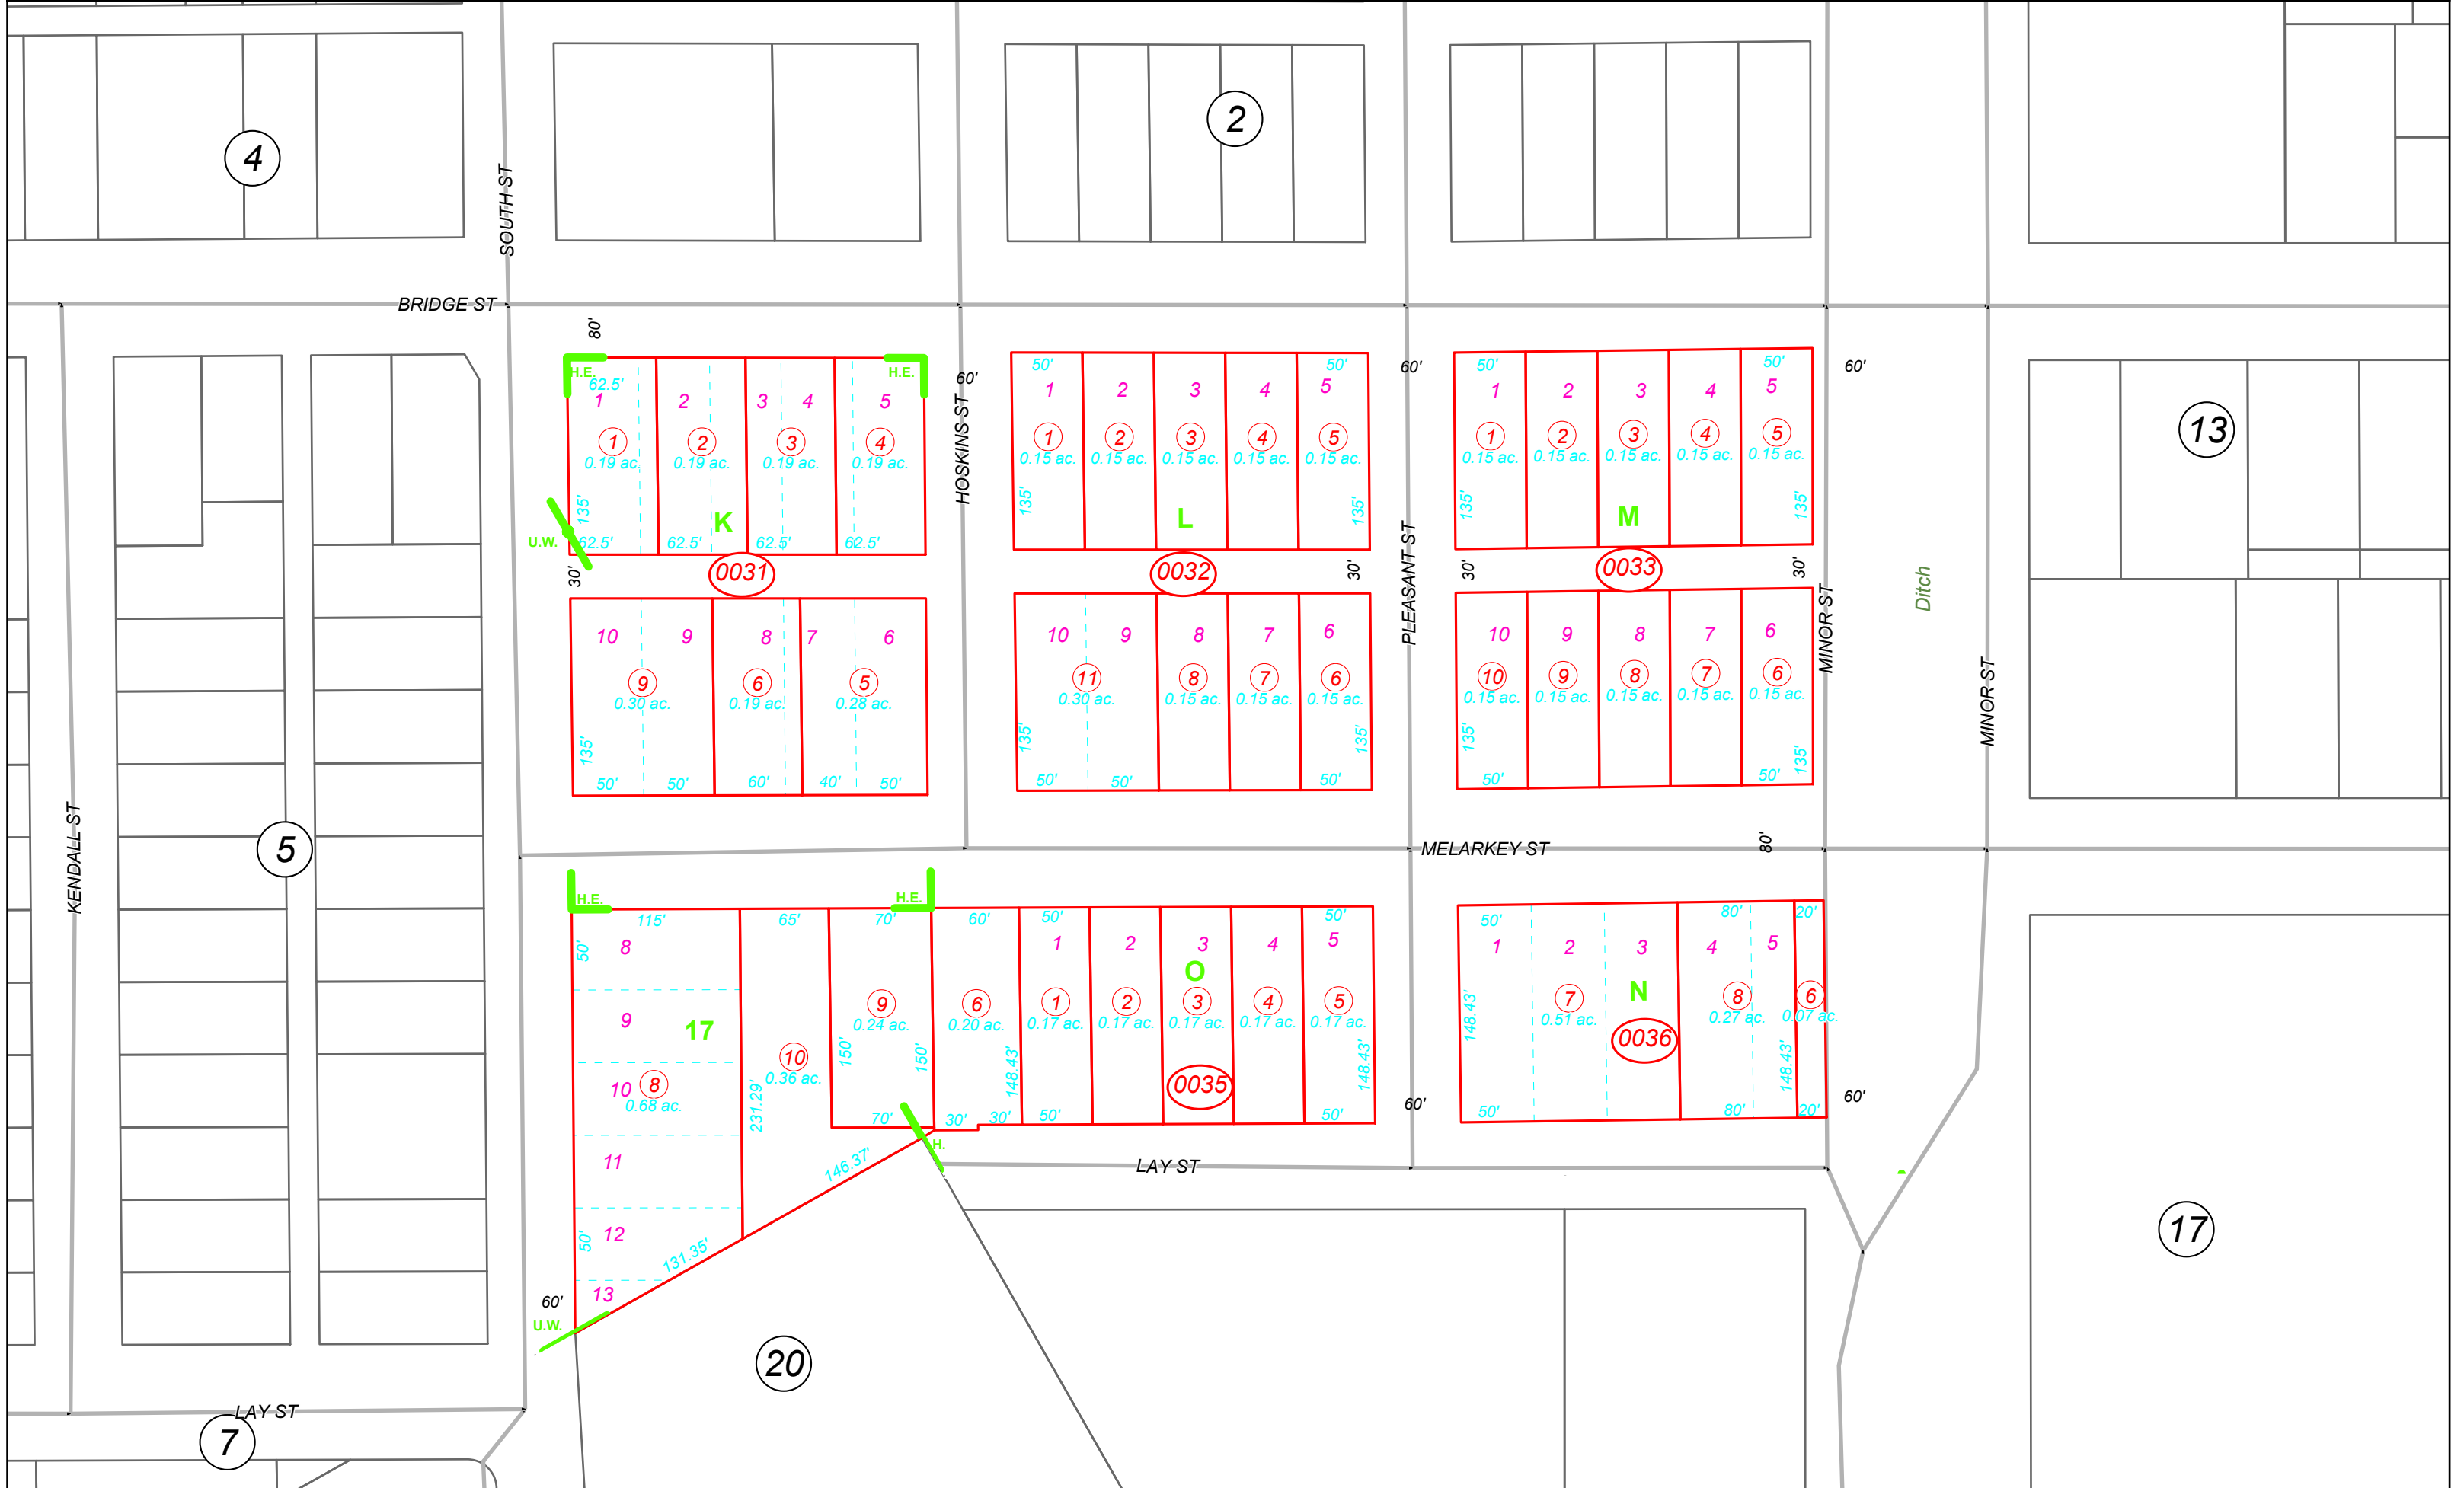 4
2
SOUTH ST
BRIDGE ST
80'
H.E.
H.E.
62.5'
1 2 3 4 5
1 2 3 4
0.19 ac. 0.19 ac. 0.19 ac. 0.19 ac.
135'
K
U.W.
62.5' 62.5' 62.5' 62.5'
30'
0031
HOSKINS ST
60'
50' 50'
1 2 3 4 5
1 2 3 4 5
0.15 ac. 0.15 ac. 0.15 ac. 0.15 ac. 0.15 ac.
135' 135'
L
0032
30'
60'
PLEASANT ST
50' 50'
1 2 3 4 5
1 2 3 4 5
0.15 ac. 0.15 ac. 0.15 ac. 0.15 ac. 0.15 ac.
135' 135'
M
30'
0033
30'
60'
MINOR ST
Ditch
MINOR ST
13
10 9 8 7 6
9 6 5
0.30 ac. 0.19 ac. 0.28 ac.
135'
50' 50' 60' 40' 50'
10 9 8 7 6
11 8 7 6
0.30 ac. 0.15 ac. 0.15 ac. 0.15 ac.
135' 135'
50' 50' 50'
10 9 8 7 6
10 9 8 7 6
0.15 ac. 0.15 ac. 0.15 ac. 0.15 ac. 0.15 ac.
135' 135'
50' 50'
KENDALL ST
5
MELARKEY ST
80'
H.E.
H.E.
115' 65' 70' 60' 50' 50'
50'
8
9
17
10 8
0.68 ac.
11
50'
12
13
131.35'
10
0.36 ac.
231.29'
146.37'
9
0.24 ac.
150' 150'
70'
H.
6
0.20 ac.
148.43'
30' 30'
1 2 3 4 5
O
1 2 3 4 5
0.17 ac. 0.17 ac. 0.17 ac. 0.17 ac. 0.17 ac.
148.43'
0035
50' 50'
60'
50' 80' 20'
1 2 3 4 5
N
7 8 6
0.51 ac. 0.27 ac. 0.07 ac.
148.43' 148.43'
0036
50' 80' 20'
60'
LAY ST
17
60'
U.W.
20
LAY ST
7